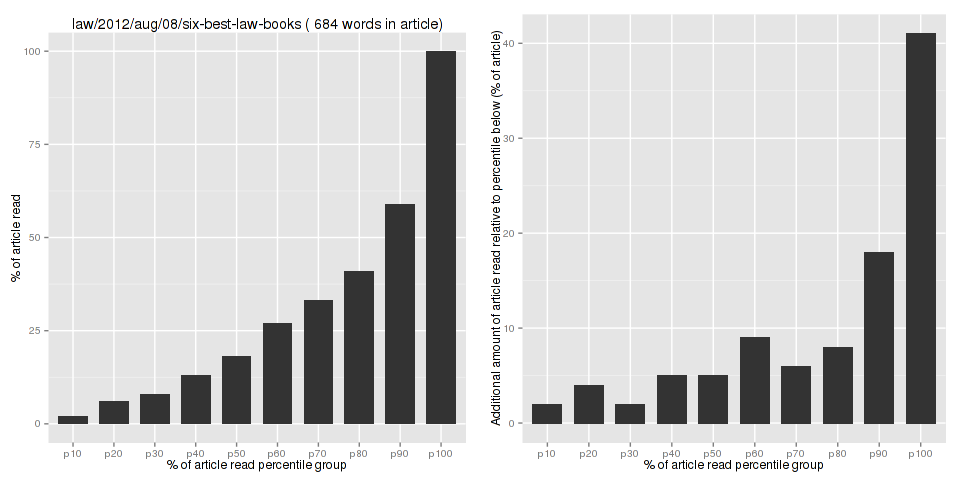 law/2012/aug/08/six-best-law-books ( 684 words in article)
% of article read
100
75
50
25
0
p10 p20 p30 p40 p50 p60 p70 p80 p90 p100
% of article read percentile group
Additional amount of article read relative to percentile below (% of article)
40
30
20
10
0
p10 p20 p30 p40 p50 p60 p70 p80 p90 p100
% of article read percentile group